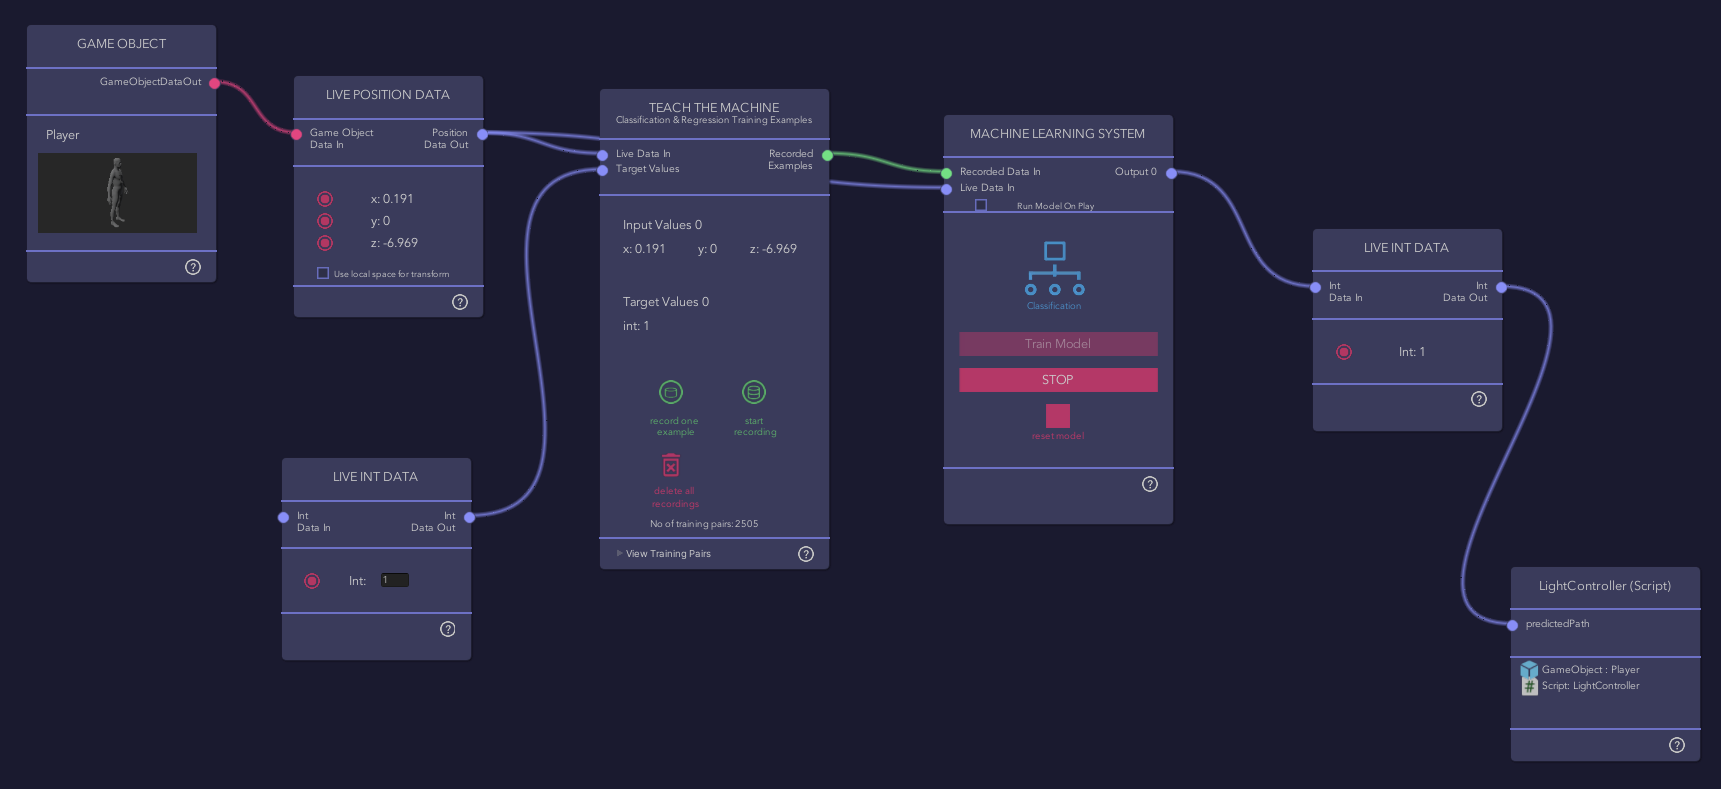 GAME OBJECT
GameObjectDataOut
Player
?
LIVE POSITION DATA
Game Object
Data In
Position
Data Out
x: 0.191
y: 0
z: -6.969
Use local space for transform
?
LIVE INT DATA
Int
Data In
Int
Data Out
Int: 1
?
TEACH THE MACHINE
Classification & Regression Training Examples
Live Data In
Target Values
Recorded
Examples
Input Values 0
x: 0.191 y: 0 z: -6.969
Target Values 0
int: 1
record one
example
start
recording
delete all
recordings
No of training pairs: 2505
View Training Pairs
?
MACHINE LEARNING SYSTEM
Recorded Data In
Live Data In
Output 0
Run Model On Play
Classification
Train Model
STOP
reset model
?
LIVE INT DATA
Int
Data In
Int
Data Out
Int: 1
?
LightController (Script)
predictedPath
GameObject : Player
# Script: LightController
?